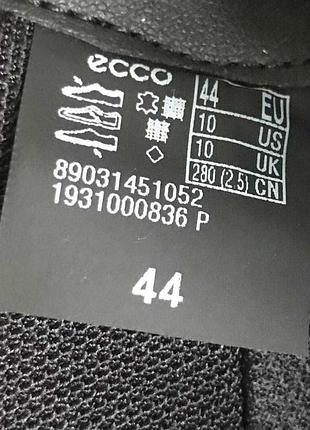 ecco
44 EU
10 US
10 UK
280 (2.5) CN
89031451052
1931000836 P
44